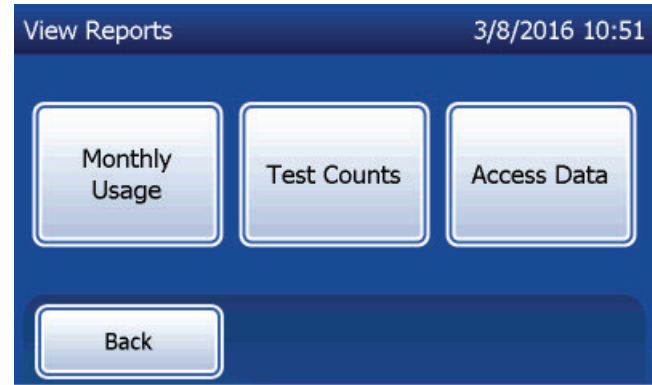 View Reports 3/8/2016 10:51
Monthly
Usage
Test Counts
Access Data
Back